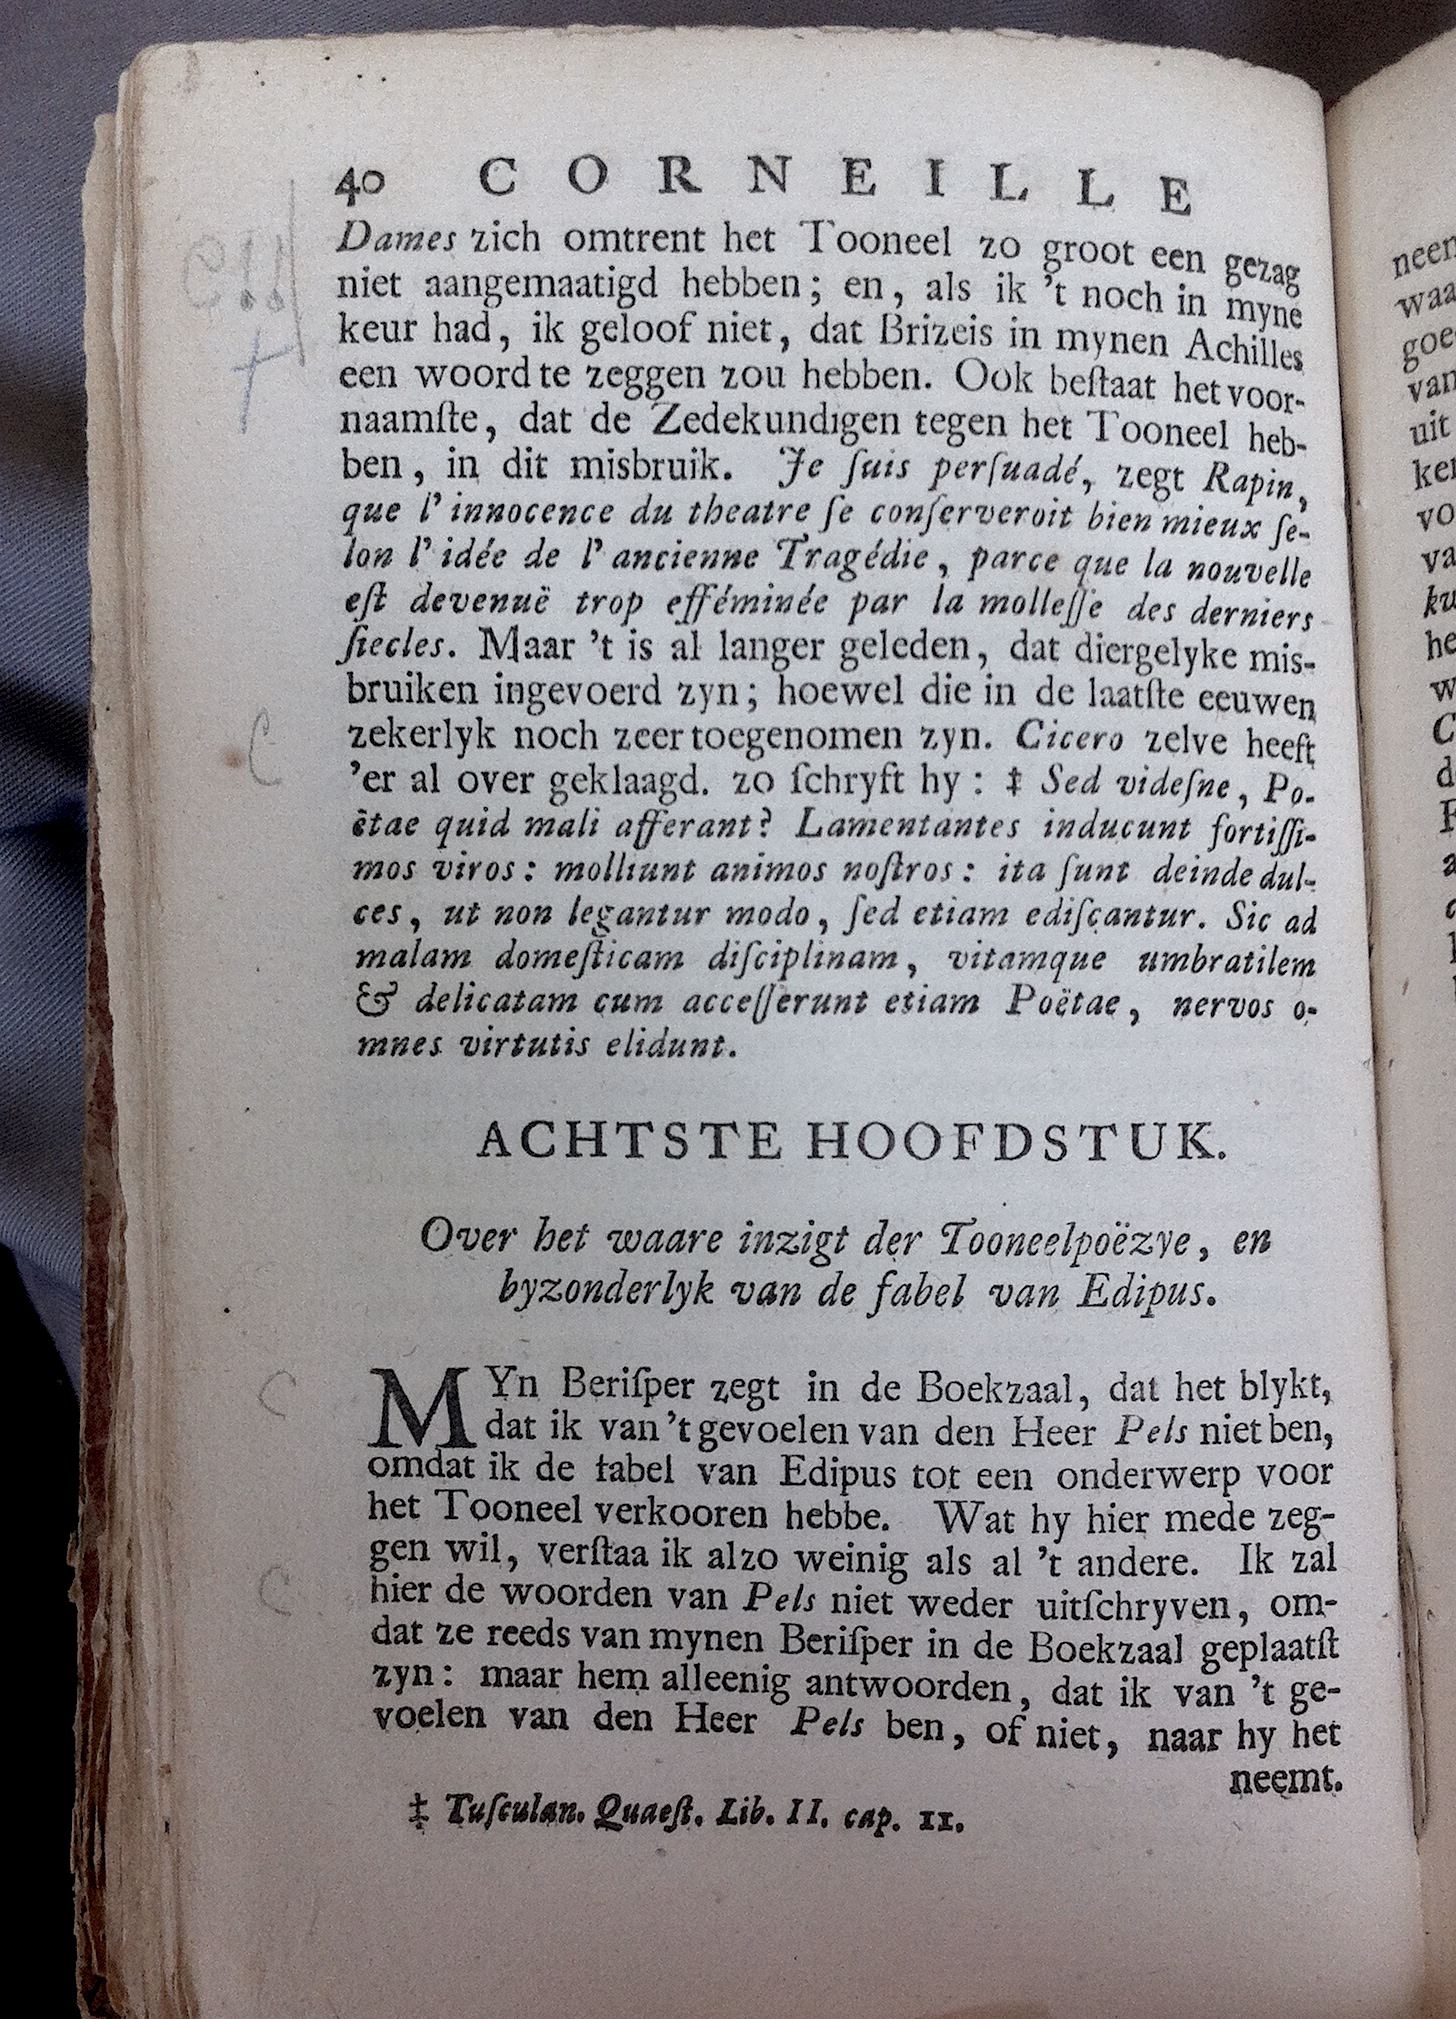 40 CORNEILLE
Dames zich omtrent het Tooneel zo groot een gezag
niet aangemaatigd hebben; en, als ik 't noch in myne
keur had, ik geloof niet, dat Brizeis in mynen Achilles
een woord te zeggen zou hebben. Ook beſtaat het voor-
naamſte, dat de Zedekundigen tegen het Tooneel heb-
ben, in dit misbruik. Je ſuis perſuadé, zegt Rapin,
que l'innocence du theatre ſe conſerveroit bien mieux ſe-
lon l'idée de l'ancienne Tragédie, parce que la nouvelle
eſt devenuë trop efféminée par la molleſſe des derniers
ſiecles. Maar 't is al langer geleden, dat diergelyke mis-
bruiken ingevoerd zyn; hoewel die in de laatſte eeuwen
zekerlyk noch zeer toegenomen zyn. Cicero zelve heeft
'er al over geklaagd. zo ſchryft hy: ‡ Sed videſne, Po-
ëtae quid mali afferant? Lamentantes inducunt fortiſſi-
mos viros: molliunt animos noſtros: ita ſunt deinde dul-
ces, ut non legantur modo, ſed etiam ediſcantur. Sic ad
malam domeſticam diſciplinam, vitamque umbratilem
& delicatam cum acceſſerunt etiam Poëtae, nervos o-
mnes virtutis elidunt.
ACHTSTE HOOFDSTUK.
Over het waare inzigt der Tooneelpoëzye, en
byzonderlyk van de fabel van Edipus.
MYn Beriſper zegt in de Boekzaal, dat het blykt,
dat ik van 't gevoelen van den Heer Pels niet ben,
omdat ik de fabel van Edipus tot een onderwerp voor
het Tooneel verkooren hebbe. Wat hy hier mede zeg-
gen wil, verſtaa ik alzo weinig als al 't andere. Ik zal
hier de woorden van Pels niet weder uitſchryven, om-
dat ze reeds van mynen Beriſper in de Boekzaal geplaatſt
zyn: maar hem alleenig antwoorden, dat ik van 't ge-
voelen van den Heer Pels ben, of niet, naar hy het
neemt.
‡ Tuſculan. Quaeſt. Lib. II. cap. 11.